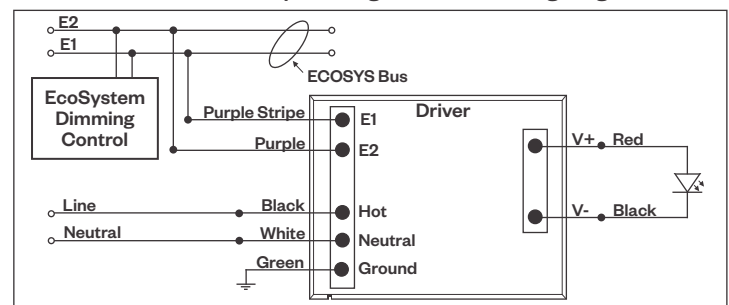 E2
E1
ECOSYS Bus
EcoSystem
Dimming
Control
Driver
Purple Stripe
E1
Purple
E2
V+
Red
Line
Black
Hot
V-
Black
Neutral
White
Neutral
Green
Ground